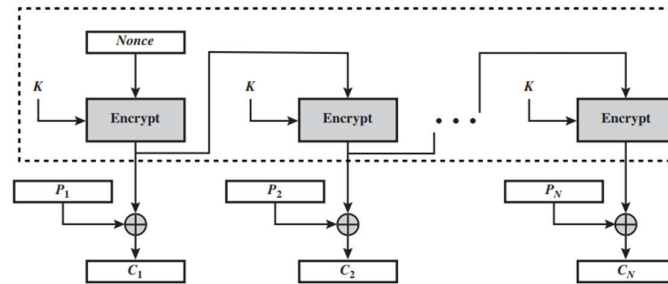 Nonce
K
K
K
Encrypt
Encrypt
Encrypt
P1
P2
PN
C1
C2
CN